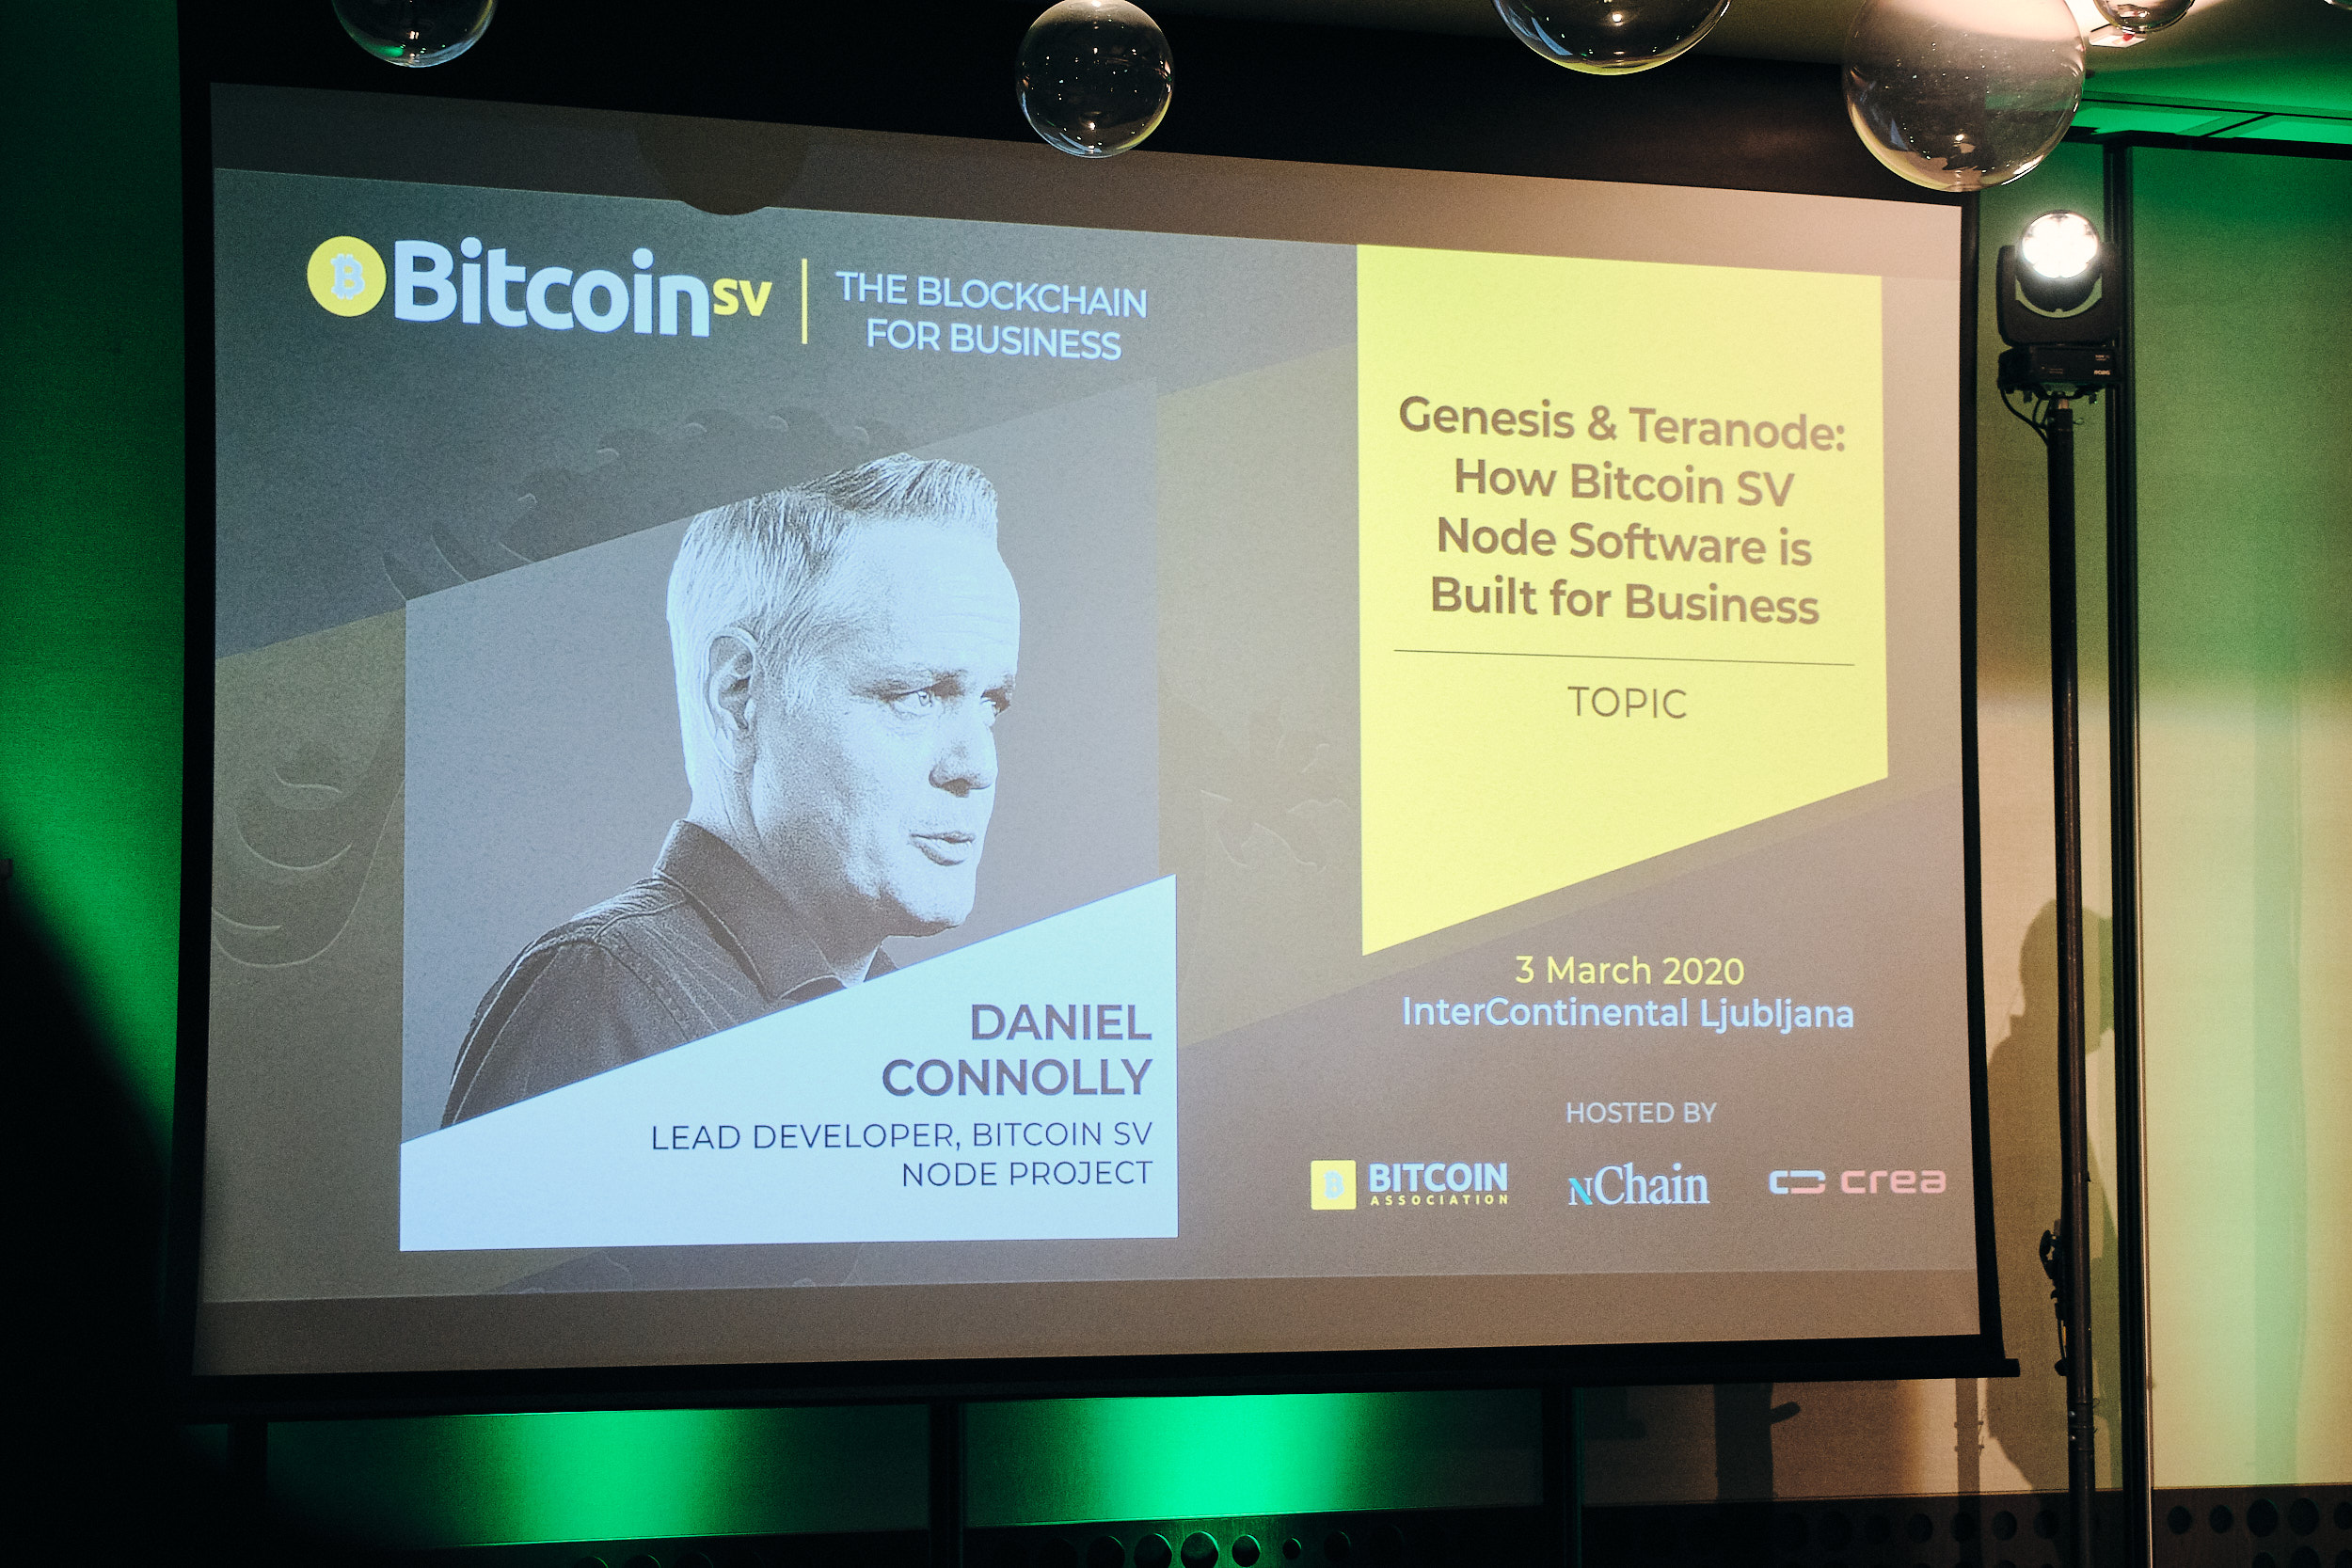 Bitcoin SV
THE BLOCKCHAIN
FOR BUSINESS
Genesis & Teranode:
How Bitcoin SV
Node Software is
Built for Business
TOPIC
DANIEL
CONNOLLY
LEAD DEVELOPER, BITCOIN SV
NODE PROJECT
3 March 2020
InterContinental Ljubljana
HOSTED BY
BITCOIN
ASSOCIATION
nChain
crea